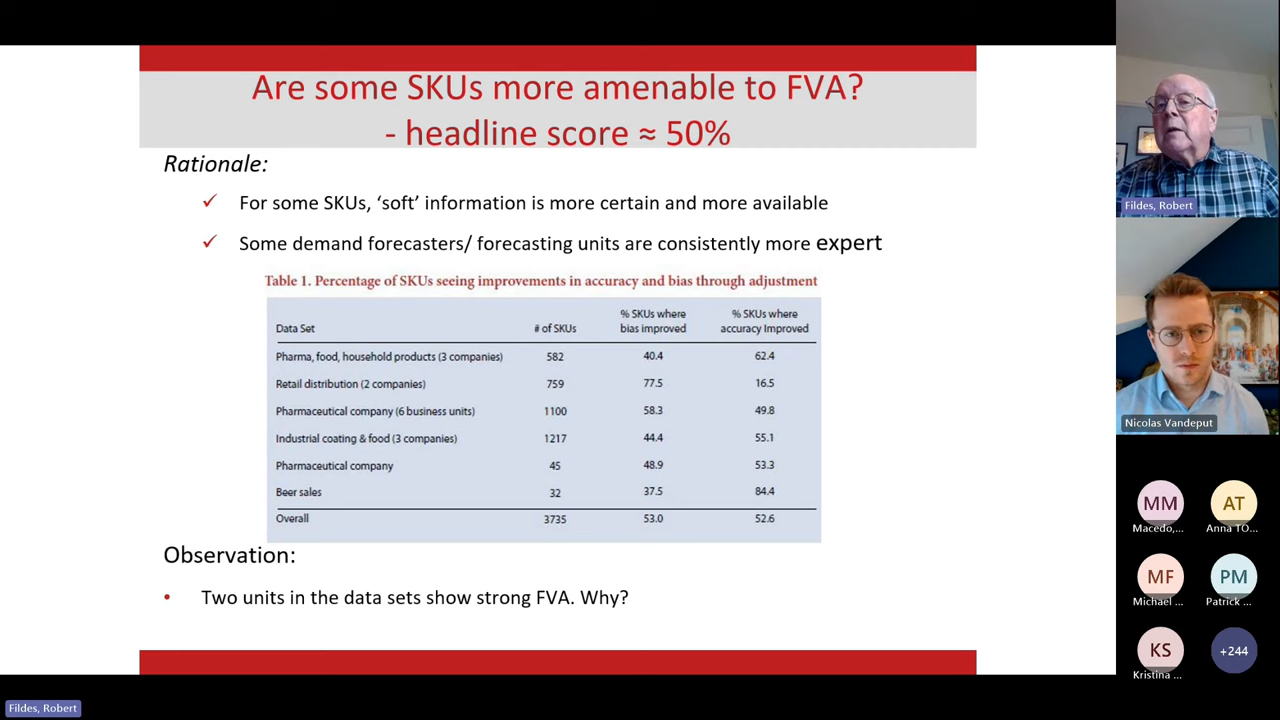 Are some SKUs more amenable to FVA?
- headline score ≈ 50%
Rationale:
✓ For some SKUs, ‘soft’ information is more certain and more available
✓ Some demand forecasters/ forecasting units are consistently more expert
Table 1. Percentage of SKUs seeing improvements in accuracy and bias through adjustment
Data Set # of SKUs % SKUs where bias improved % SKUs where accuracy Improved
Pharma, food, household products (3 companies) 582 40.4 62.4
Retail distribution (2 companies) 759 77.5 16.5
Pharmaceutical company (6 business units) 1100 58.3 49.8
Industrial coating & food (3 companies) 1217 44.4 55.1
Pharmaceutical company 45 48.9 53.3
Beer sales 32 37.5 84.4
Overall 3735 53.0 52.6
Observation:
• Two units in the data sets show strong FVA. Why?
Fildes, Robert
Nicolas Vandeput
MM AT
Macedo,... Anna TO...
MF PM
Michael ... Patrick ...
KS +244
Kristina ...
Fildes, Robert